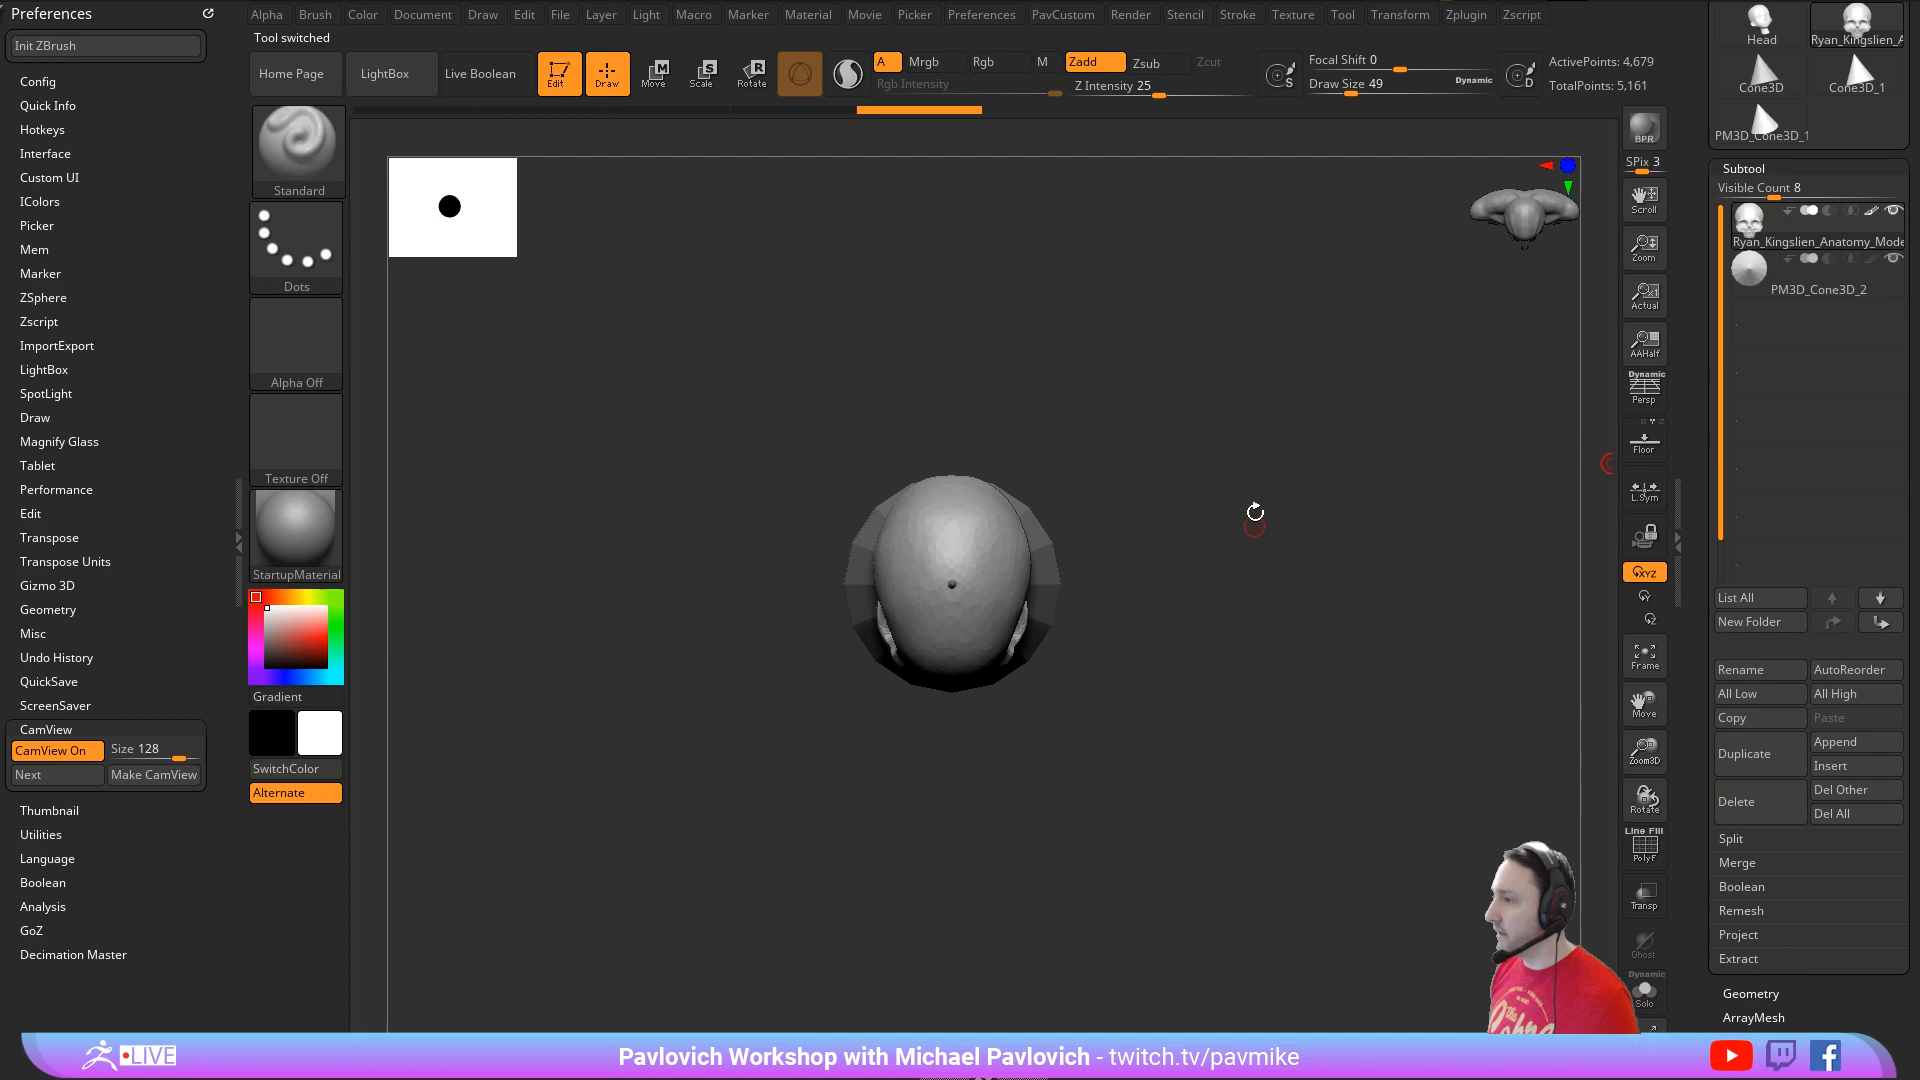 Preferences
Init ZBrush
Config
Quick Info
Hotkeys
Interface
Custom UI
IColors
Picker
Mem
Marker
ZSphere
Zscript
ImportExport
LightBox
SpotLight
Draw
Magnify Glass
Tablet
Performance
Edit
Transpose
Transpose Units
Gizmo 3D
Geometry
Misc
Undo History
QuickSave
ScreenSaver
CamView
CamView On
Size 128
Next
Make CamView
Thumbnail
Utilities
Language
Boolean
Analysis
GoZ
Decimation Master
Alpha Brush Color Document Draw Edit File Layer Light Macro Marker Material Movie Picker Preferences PavCustom Render Stencil Stroke Texture Tool Transform Zplugin Zscript
Tool switched
Home Page
LightBox
Live Boolean
Edit
Draw
Move
Scale
Rotate
A
Mrgb
Rgb
M
Zadd
Zsub
Zcut
Rgb Intensity
Z Intensity 25
Focal Shift 0
Draw Size 49
Dynamic
ActivePoints: 4,679
TotalPoints: 5,161
Standard
Dots
Alpha Off
Texture Off
StartupMaterial
Gradient
SwitchColor
Alternate
BPR
SPix 3
Scroll
Zoom
Actual
AAHalf
Dynamic
Persp
Floor
L.Sym
XYZ
Frame
Move
Zoom3D
Rotate
Line Fill
PolyF
Transp
Ghost
Dynamic
Solo
Head
Ryan_Kingslien_A
Cone3D
Cone3D_1
PM3D_Cone3D_1
Subtool
Visible Count 8
Ryan_Kingslien_Anatomy_Mode
PM3D_Cone3D_2
List All
New Folder
Rename
AutoReorder
All Low
All High
Copy
Paste
Duplicate
Append
Insert
Delete
Del Other
Del All
Split
Merge
Boolean
Remesh
Project
Extract
Geometry
ArrayMesh
LIVE
Pavlovich Workshop with Michael Pavlovich - twitch.tv/pavmike